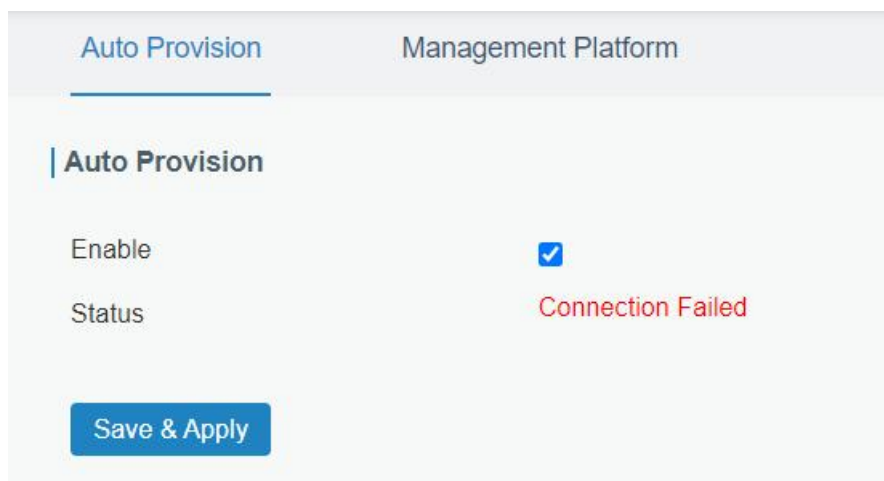 Auto Provision Management Platform
Auto Provision
Enable
Status Connection Failed
Save & Apply